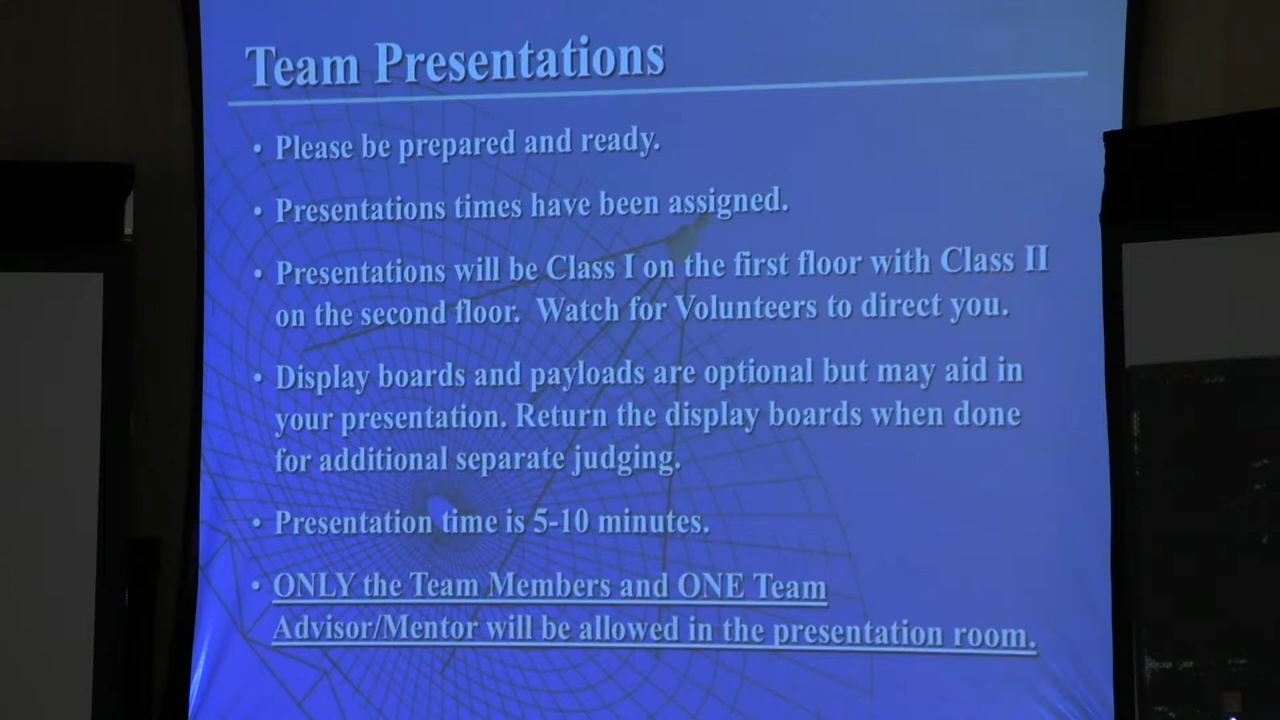 Team Presentations
• Please be prepared and ready.
• Presentations times have been assigned.
• Presentations will be Class I on the first floor with Class II
on the second floor. Watch for Volunteers to direct you.
• Display boards and payloads are optional but may aid in
your presentation. Return the display boards when done
for additional separate judging.
• Presentation time is 5-10 minutes.
• ONLY the Team Members and ONE Team
Advisor/Mentor will be allowed in the presentation room.